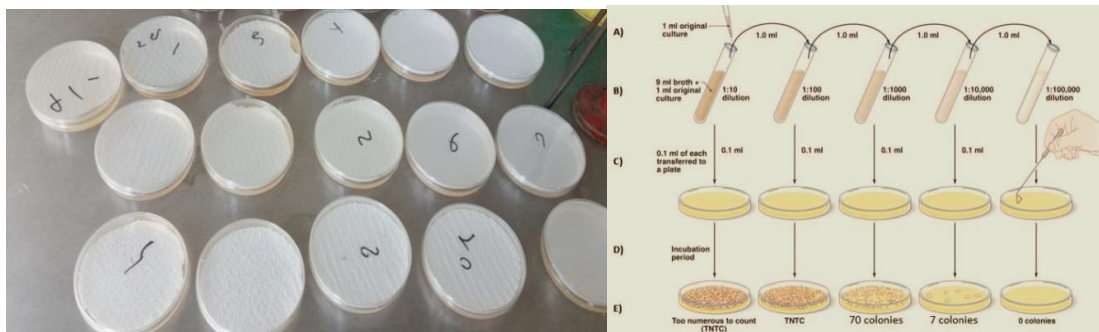 2
1 ml original
culture
A)
1.0 ml
1.0 ml
1.0 ml
1.0 ml
9 ml broth +
1 ml original
culture
B)
1:10
dilution
1:100
dilution
1:1000
dilution
1:10,000
dilution
1:100,000
dilution
C)
0.1 ml of each
transferred to
a plate
0.1 ml
0.1 ml
0.1 ml
0.1 ml
D)
Incubation
period
E)
Too numerous to count
(TNTC)
TNTC
70 colonies
7 colonies
0 colonies